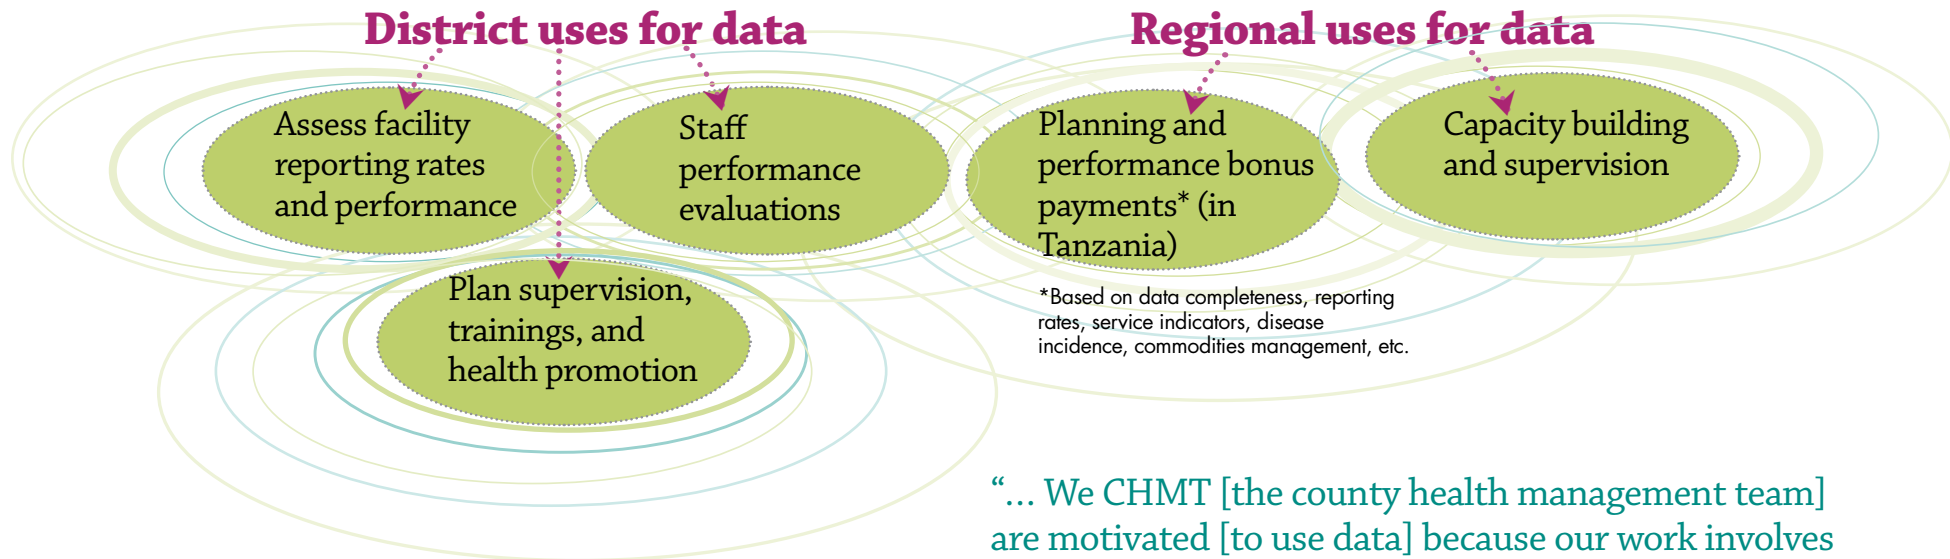 District uses for data
Assess facility
reporting rates
and performance
Staff
performance
evaluations
Plan supervision,
trainings, and
health promotion
Regional uses for data
Planning and
performance bonus
payments* (in
Tanzania)
*Based on data completeness, reporting
rates, service indicators, disease
incidence, commodities management, etc.
Capacity building
and supervision
“… We CHMT [the county health management team]
are motivated [to use data] because our work involves